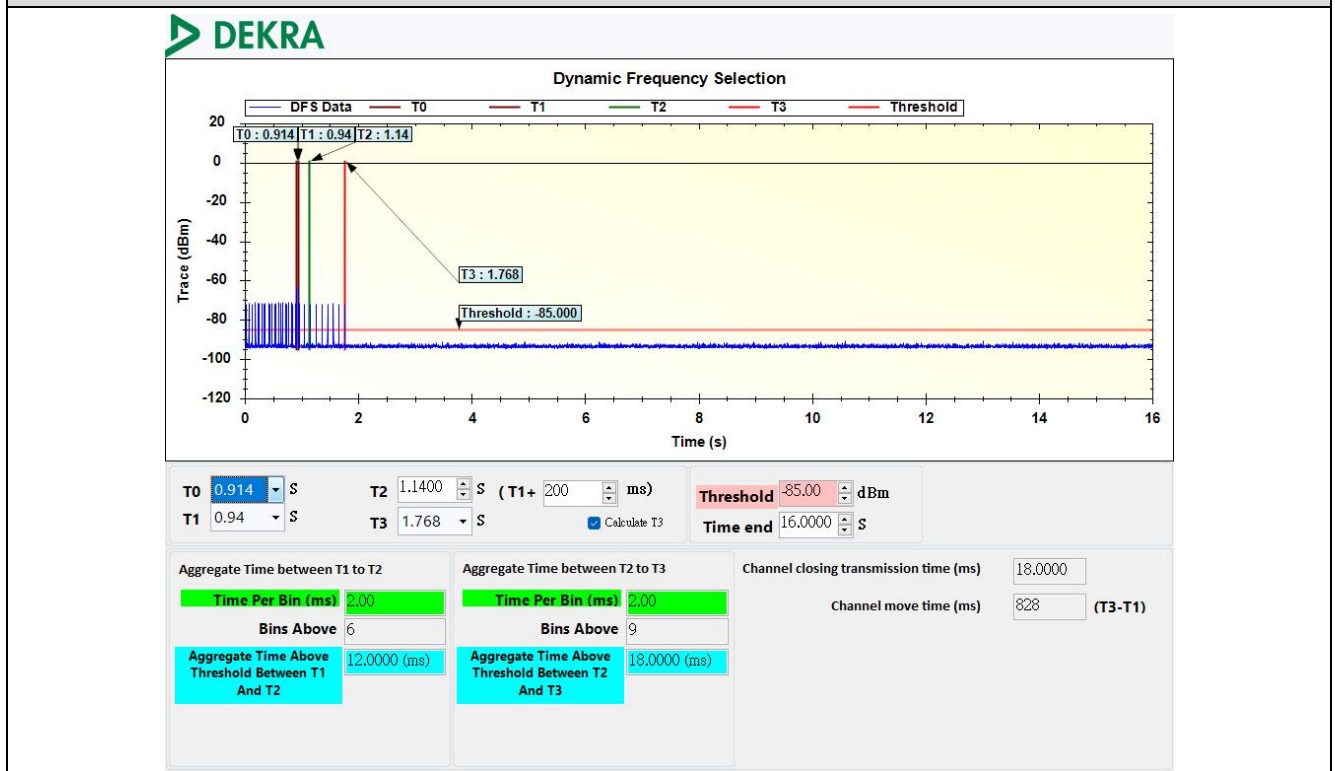 DEKRA
Dynamic Frequency Selection
DFS Data T0 T1 T2 T3 Threshold
T0 : 0.914 T1 : 0.94 T2 : 1.14
T3 : 1.768
Threshold : -85.000
Trace (dBm)
20
0
-20
-40
-60
-80
-100
-120
0 2 4 6 8 10 12 14 16
Time (s)
T0 0.914 S T2 1.1400 S ( T1+ 200 ms) Threshold -85.00 dBm
T1 0.94 S T3 1.768 S Calculate T3 Time end 16.0000 S
Aggregate Time between T1 to T2
Time Per Bin (ms) 2.00
Bins Above 6
Aggregate Time Above
Threshold Between T1
And T2
12.0000 (ms)
Aggregate Time between T2 to T3
Time Per Bin (ms) 2.00
Bins Above 9
Aggregate Time Above
Threshold Between T2
And T3
18.0000 (ms)
Channel closing transmission time (ms) 18.0000
Channel move time (ms) 828 (T3-T1)